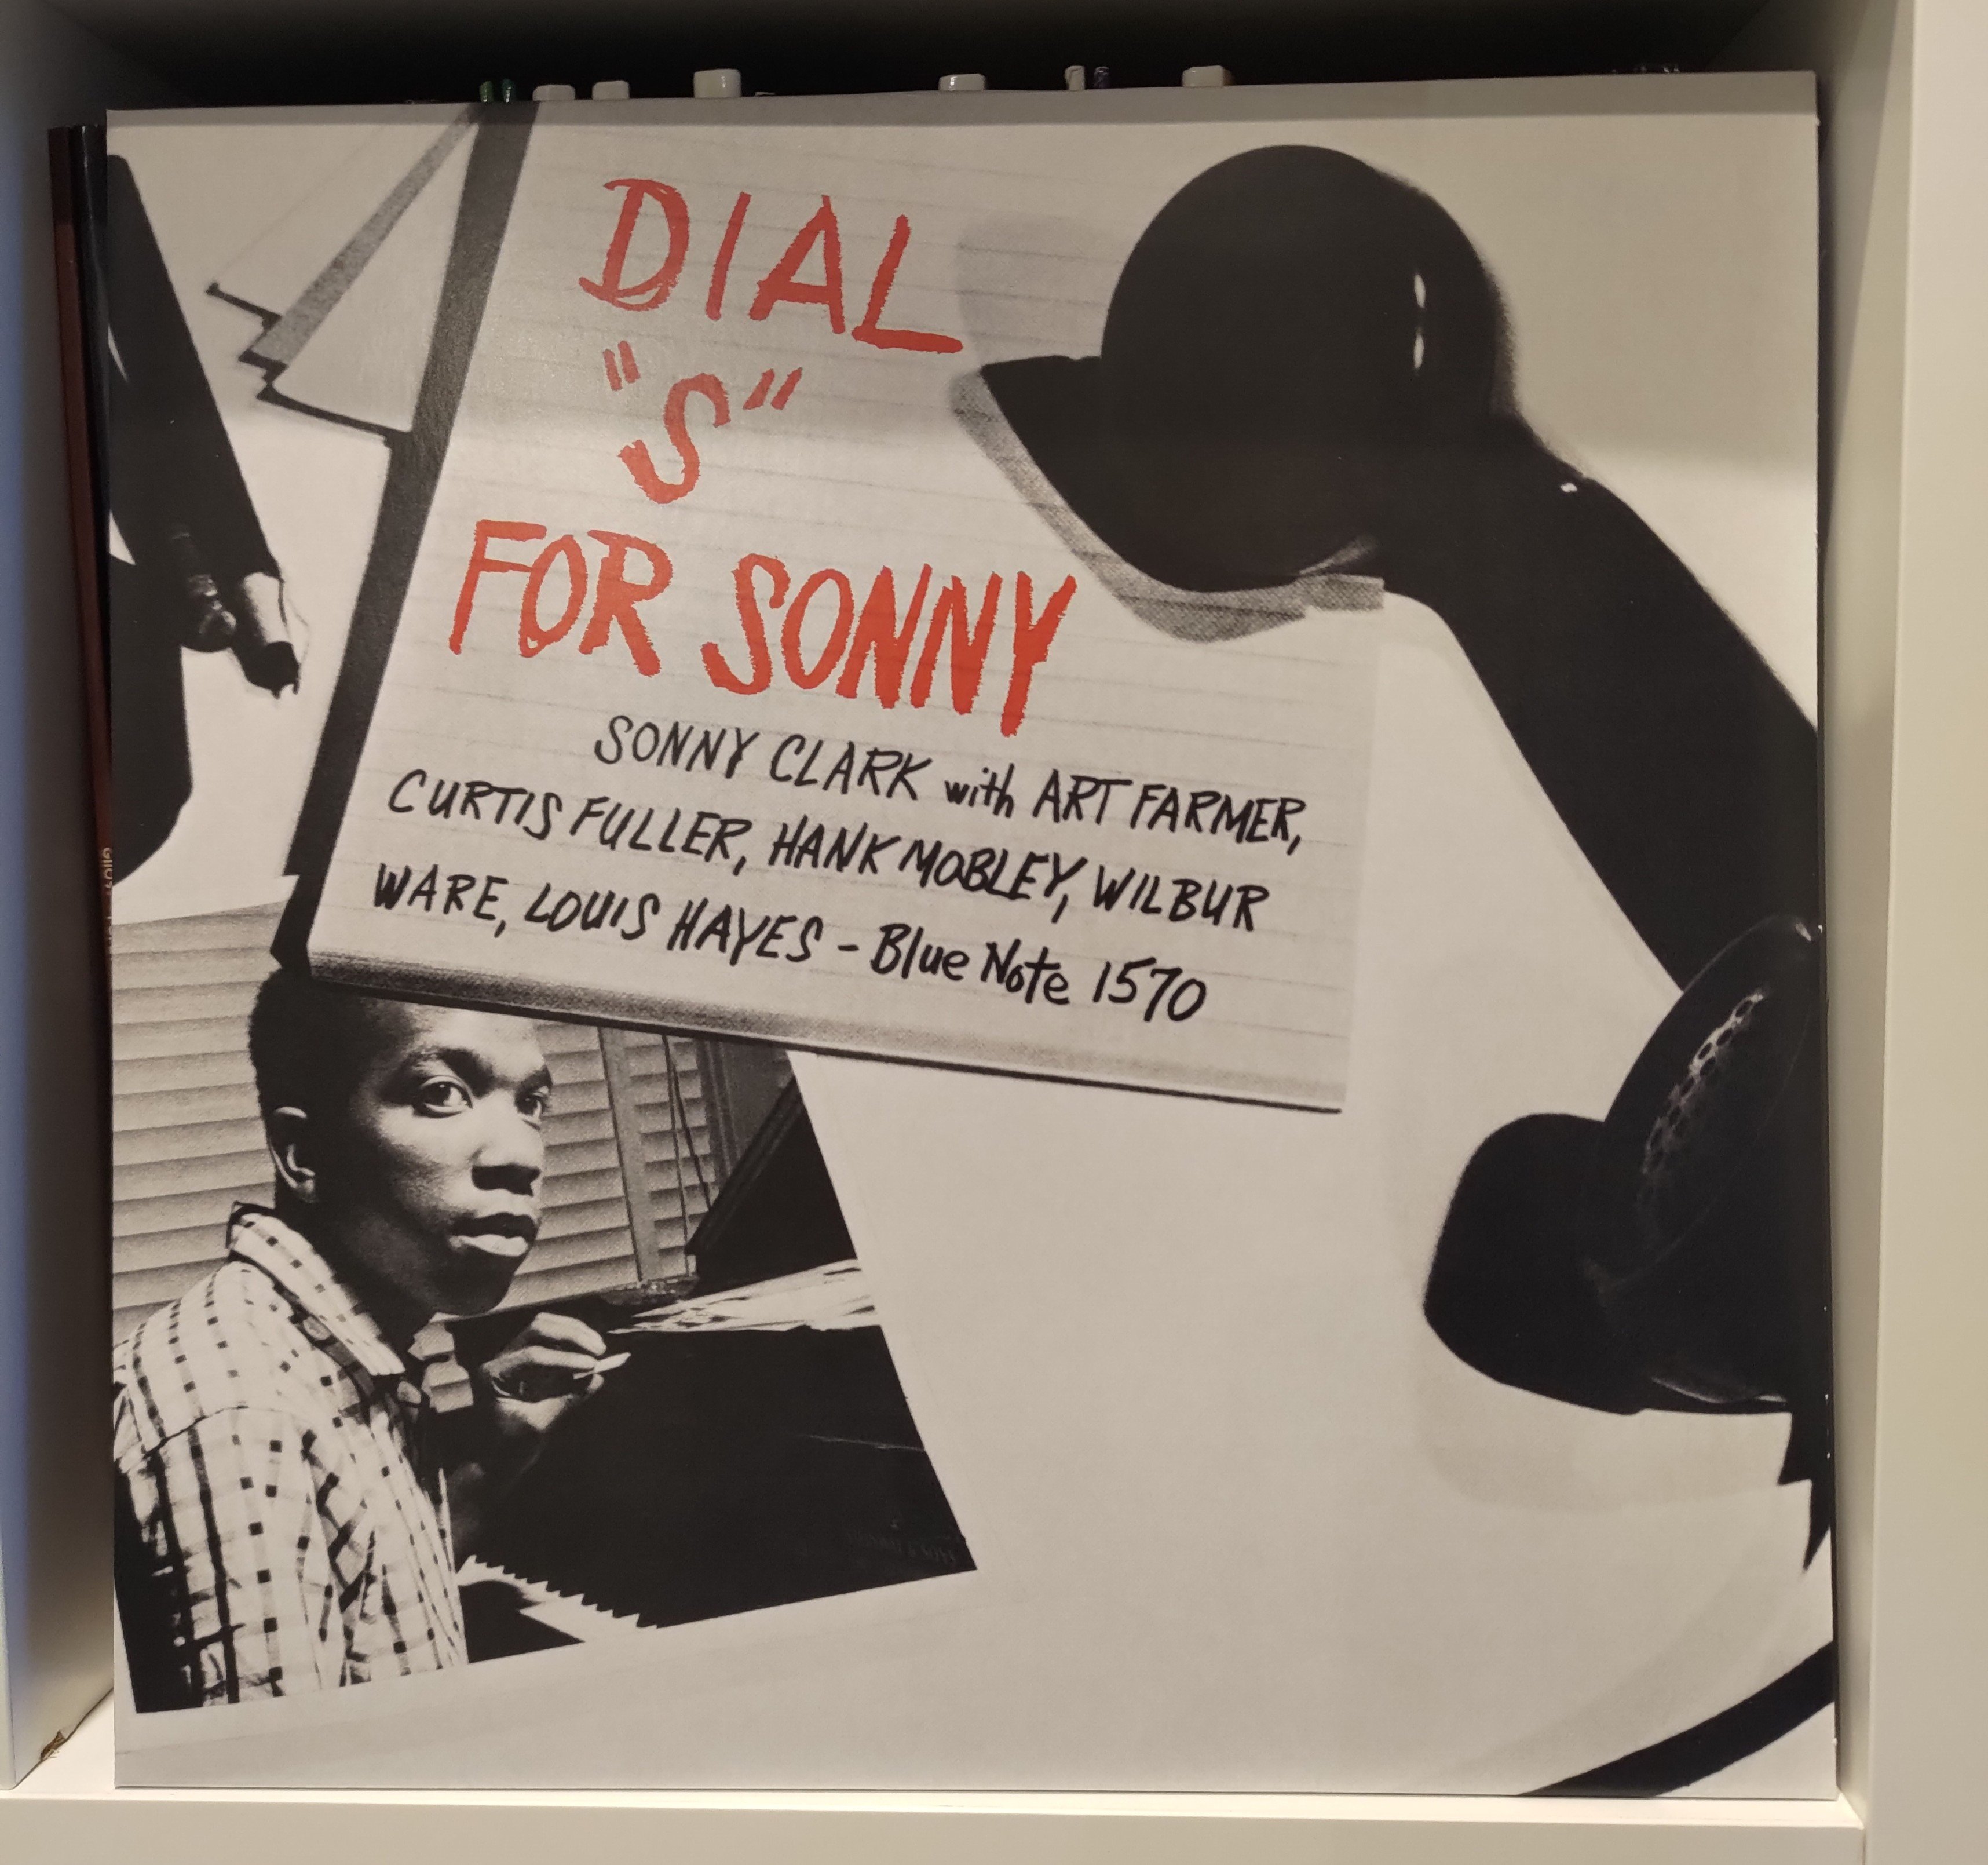 DIAL
"S"
FOR SONNY
SONNY CLARK with ART FARMER,
CURTIS FULLER, HANK MOBLEY, WILBUR
WARE, LOUIS HAYES - Blue Note 1570